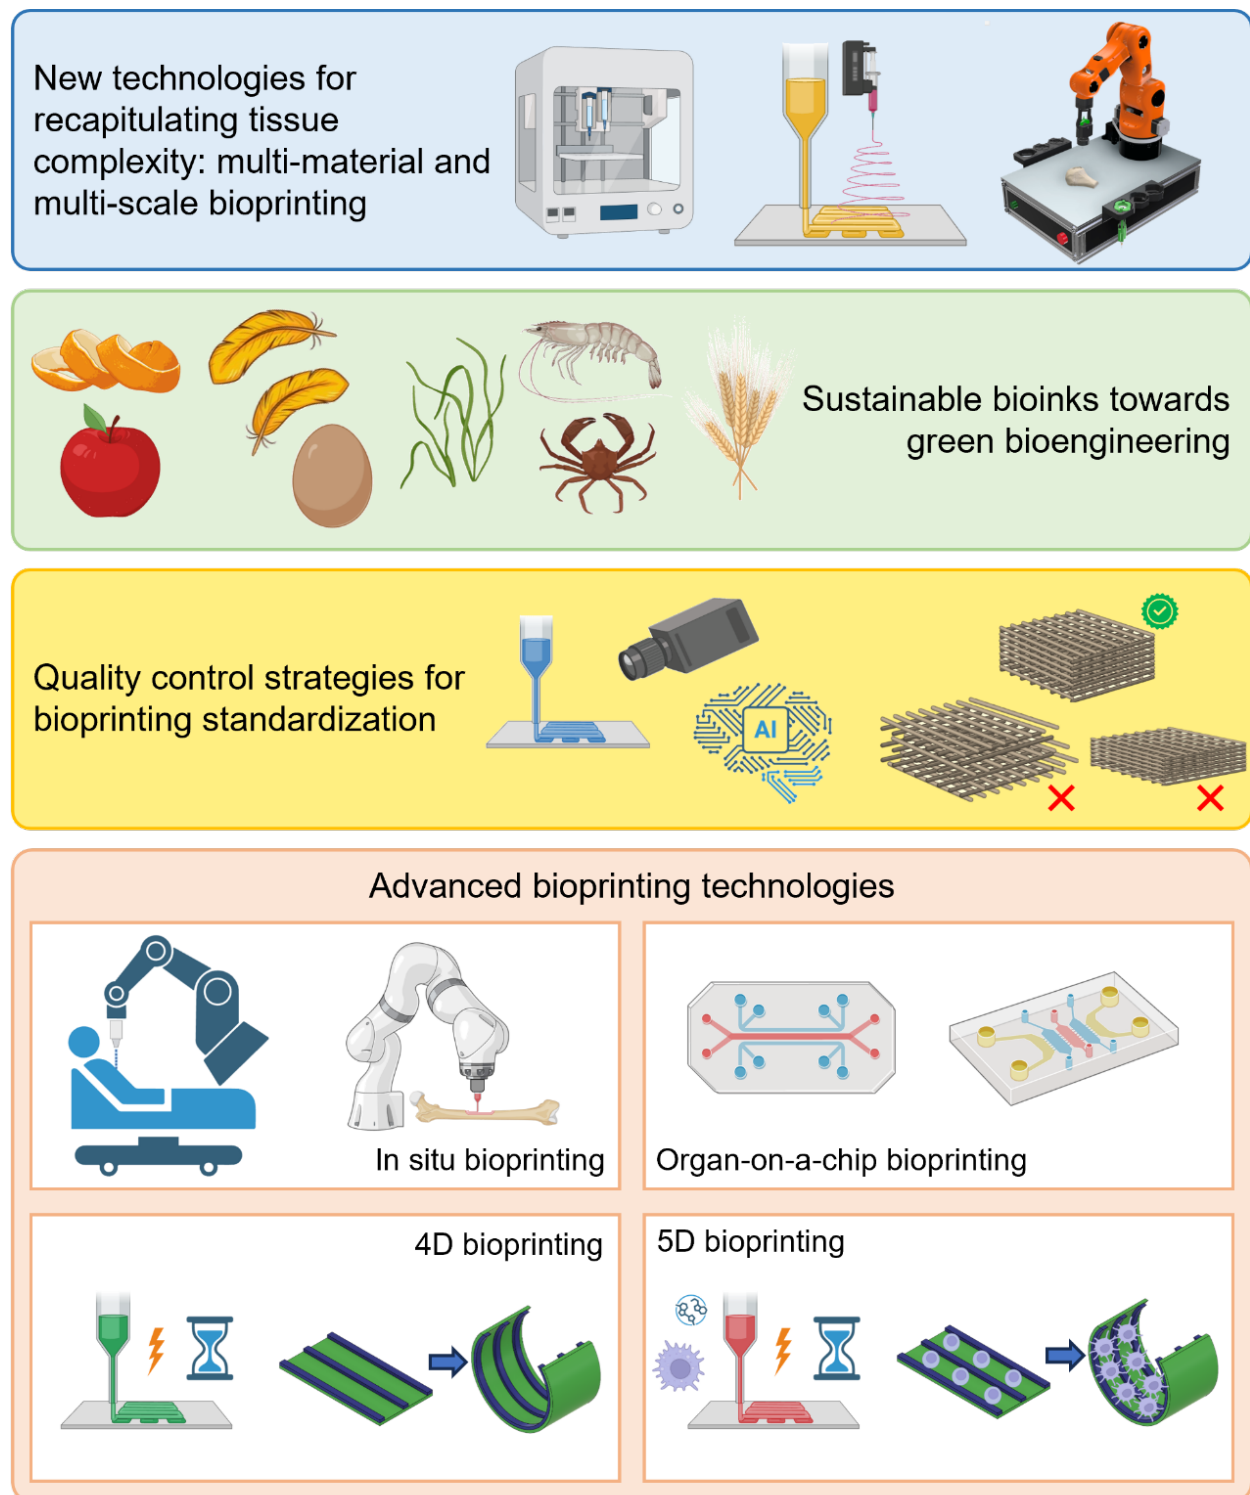 New technologies for
recapitulating tissue
complexity: multi-material and
multi-scale bioprinting
Sustainable bioinks towards
green bioengineering
Quality control strategies for
bioprinting standardization
AI
Advanced bioprinting technologies
In situ bioprinting
Organ-on-a-chip bioprinting
4D bioprinting
5D bioprinting